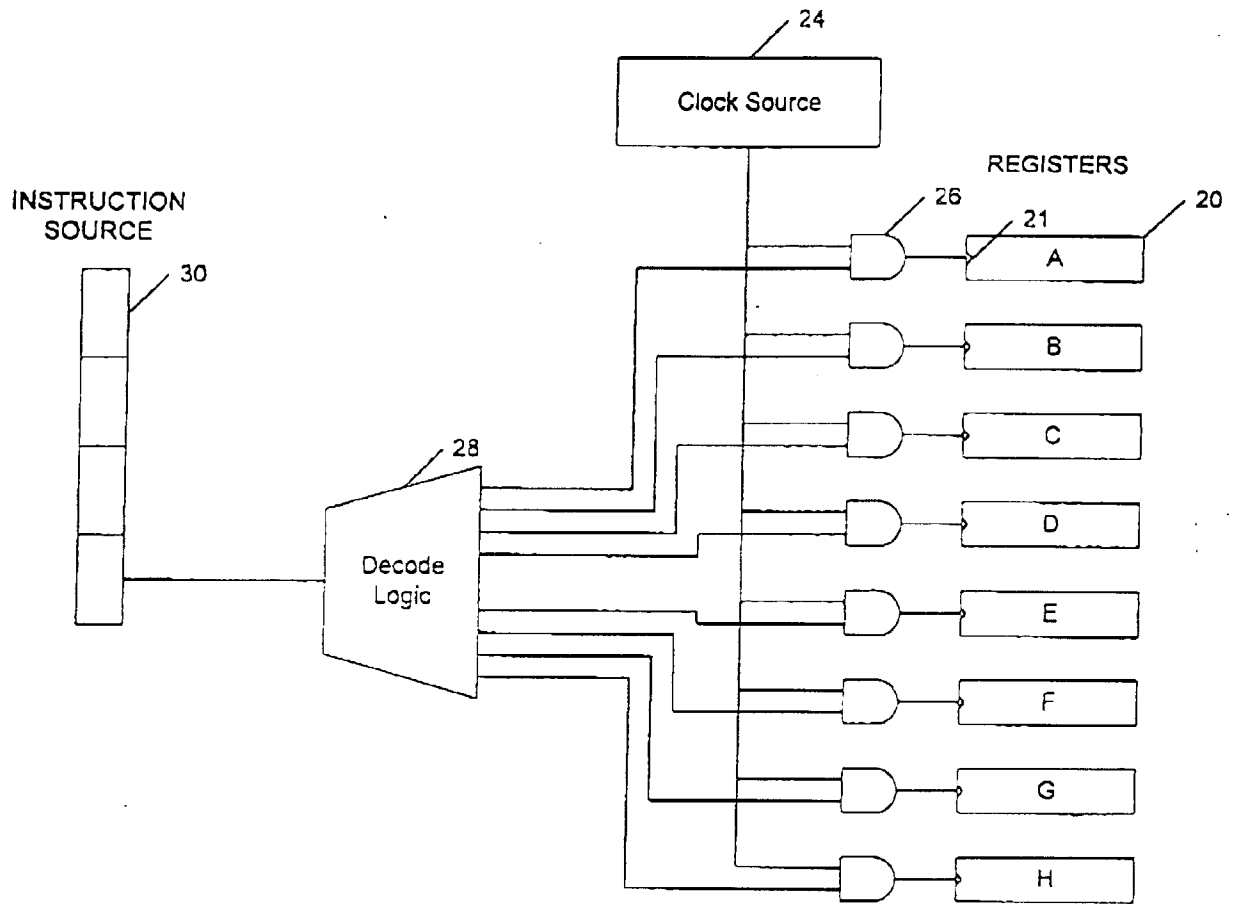 24
Clock Source
REGISTERS
INSTRUCTION
SOURCE
26
21
20
30
A
B
C
28
D
Decode
Logic
E
F
G
H